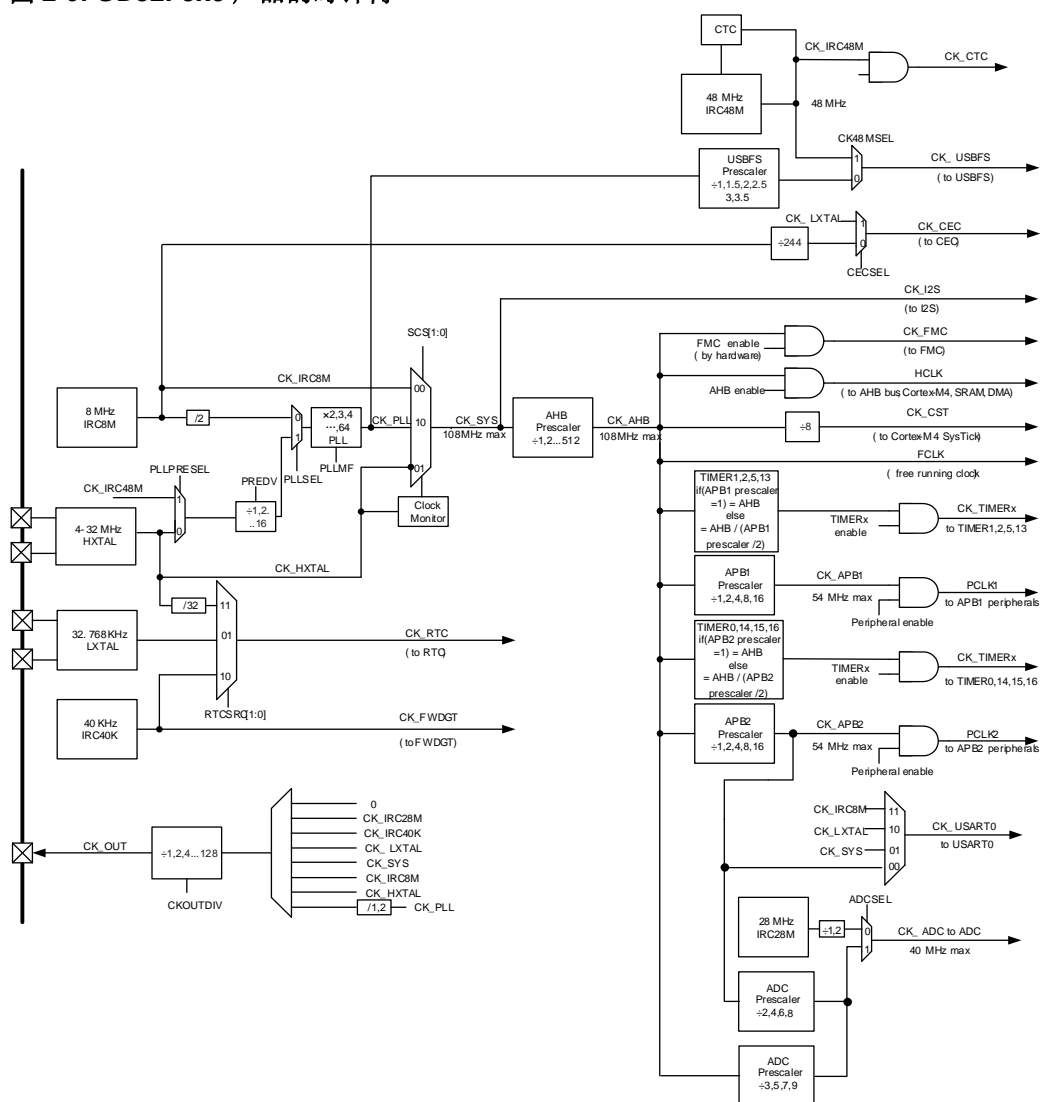 CTC
CK_IRC48M
CK_CTC
48 MHz
IRC48M
48 MHz
CK48MSEL
USBFS
Prescaler
÷1,1.5,2,2.5
3,3.5
1
0
CK_ USBFS
( to USBFS)
CK_ LXTAL
1
0
÷244
CK_CEC
( to CEC)
CECSEL
CK_I2S
(to I2S)
SCS[1:0]
FMC enable
( by hardware)
CK_FMC
(to FMC)
CK_IRC8M
00
HCLK
AHB enable
( to AHB bus,Cortex-M4, SRAM, DMA)
8 MHz
IRC8M
/2
0
1
×2,3,4
…,64
PLL
CK_PLL
10
CK_SYS
108MHz max
AHB
Prescaler
÷1,2...512
CK_AHB
108MHz max
÷8
CK_CST
( to Cortex-M4 SysTick)
PLLMF
PLLSEL
01
FCLK
( free running clock)
PLLPRESEL
PREDV
CK_IRC48M
1
0
÷1,2.
..16
Clock
Monitor
TIMER1,2,5,13
if(APB1 prescaler
=1) = AHB
else
= AHB / (APB1
prescaler /2)
TIMERx
enable
CK_TIMERx
to TIMER1,2,5,13
4-32 MHz
HXTAL
CK_HXTAL
APB1
Prescaler
÷1,2,4,8,16
CK_APB1
54 MHz max
PCLK1
to APB1 peripherals
Peripheral enable
/32
11
01
10
32.768KHz
LXTAL
CK_RTC
( to RTC)
TIMER0,14,15,16
if(APB2 prescaler
=1) = AHB
else
= AHB / (APB2
prescaler /2)
TIMERx
enable
CK_TIMERx
to TIMER0,14,15,16
RTCSRC[1:0]
40 KHz
IRC40K
CK_FWDGT
( to FWDGT)
APB2
Prescaler
÷1,2,4,8,16
CK_APB2
54 MHz max
PCLK2
to APB2 peripherals
Peripheral enable
0
CK_IRC28M
CK_IRC40K
CK_ LXTAL
CK_SYS
CK_IRC8M
CK_HXTAL
/1,2
CK_PLL
CK_OUT
÷1,2,4...128
CKOUTDIV
CK_IRC8M
11
CK_LXTAL
10
CK_SYS
01
00
CK_ USART0
to USART0
ADCSEL
28 MHz
IRC28M
÷1,2
0
1
CK_ ADC to ADC
40 MHz max
ADC
Prescaler
÷2,4,6,8
ADC
Prescaler
÷3,5,7,9